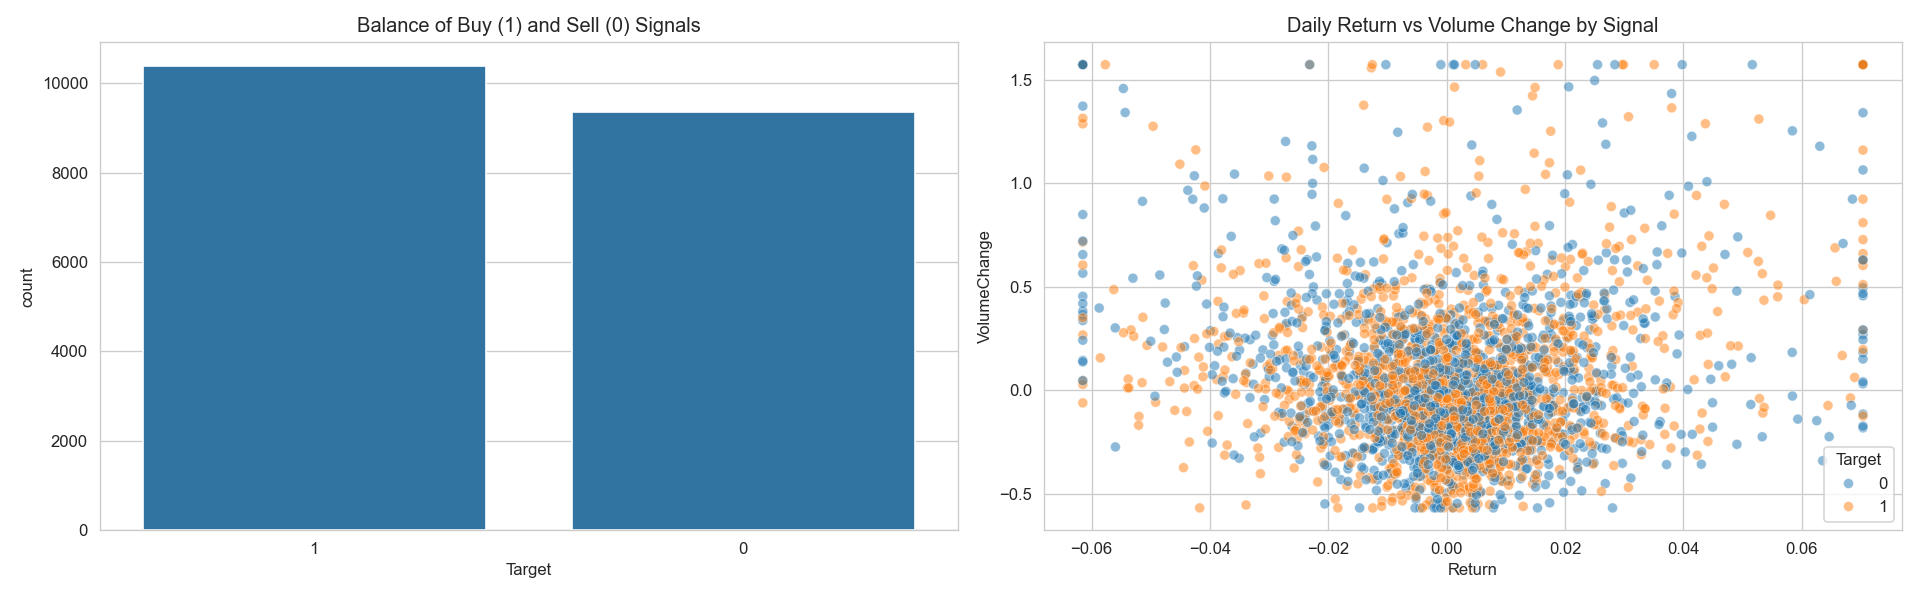 Balance of Buy (1) and Sell (0) Signals
10000
8000
6000
4000
2000
0
count
1 0
Target
Daily Return vs Volume Change by Signal
1.5
1.0
0.5
0.0
−0.5
VolumeChange
−0.06 −0.04 −0.02 0.00 0.02 0.04 0.06
Return
Target
0
1